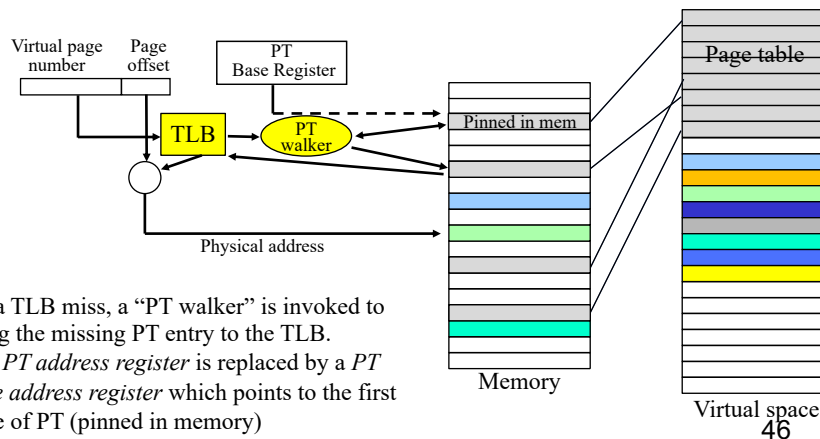 Virtual page
number
Page
offset
PT
Base Register
TLB
PT
walker
Pinned in mem
Page table
Physical address
a TLB miss, a “PT walker” is invoked to
g the missing PT entry to the TLB.
PT address register is replaced by a PT
e address register which points to the first
e of PT (pinned in memory)
Memory
Virtual space
46